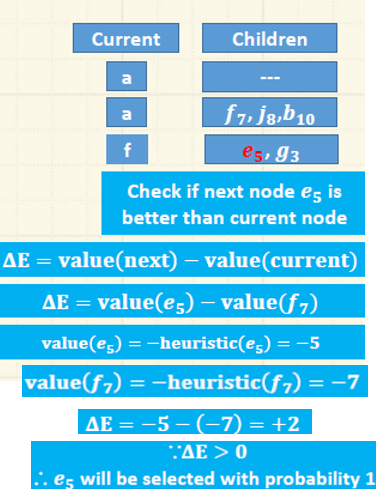 Current Children
a ---
a f₇, j₈,b₁₀
f e₅, g₃
Check if next node e₅ is
better than current node
ΔE = value(next) − value(current)
ΔE = value(e₅) − value(f₇)
value(e₅) = −heuristic(e₅) = −5
value(f₇) = −heuristic(f₇) = −7
ΔE = −5 − (−7) = +2
∵ΔE > 0
∴ e₅ will be selected with probability 1